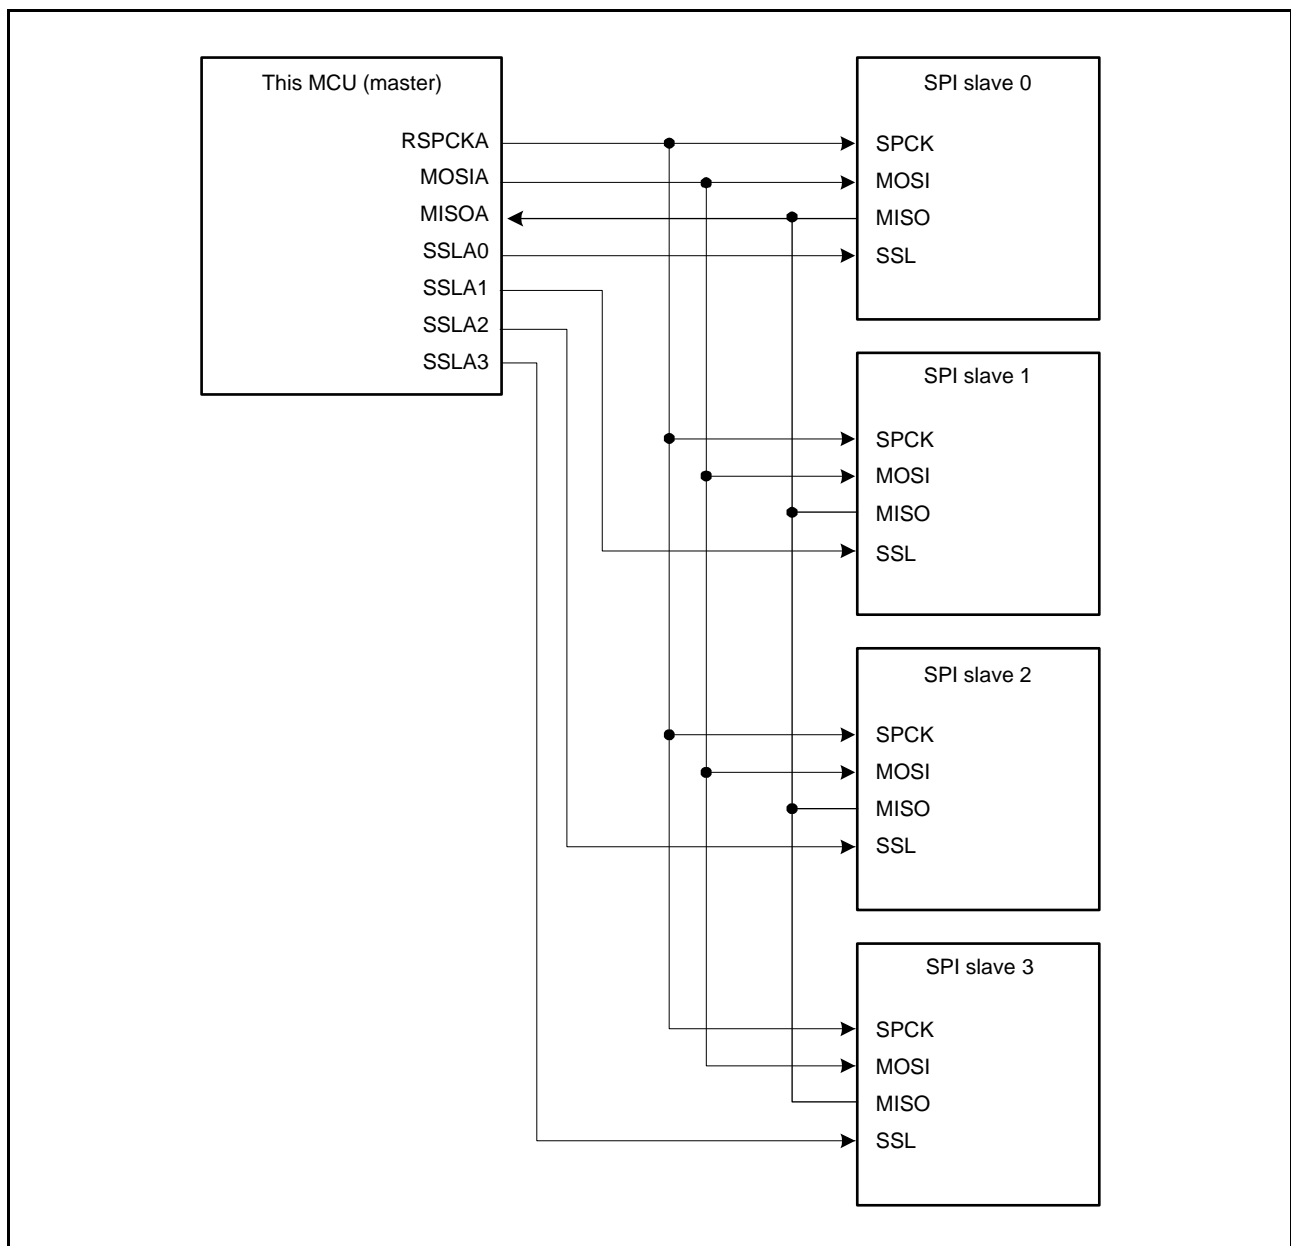 This MCU (master)
RSPCKA
MOSIA
MISOA
SSLA0
SSLA1
SSLA2
SSLA3
SPI slave 0
SPCK
MOSI
MISO
SSL
SPI slave 1
SPCK
MOSI
MISO
SSL
SPI slave 2
SPCK
MOSI
MISO
SSL
SPI slave 3
SPCK
MOSI
MISO
SSL